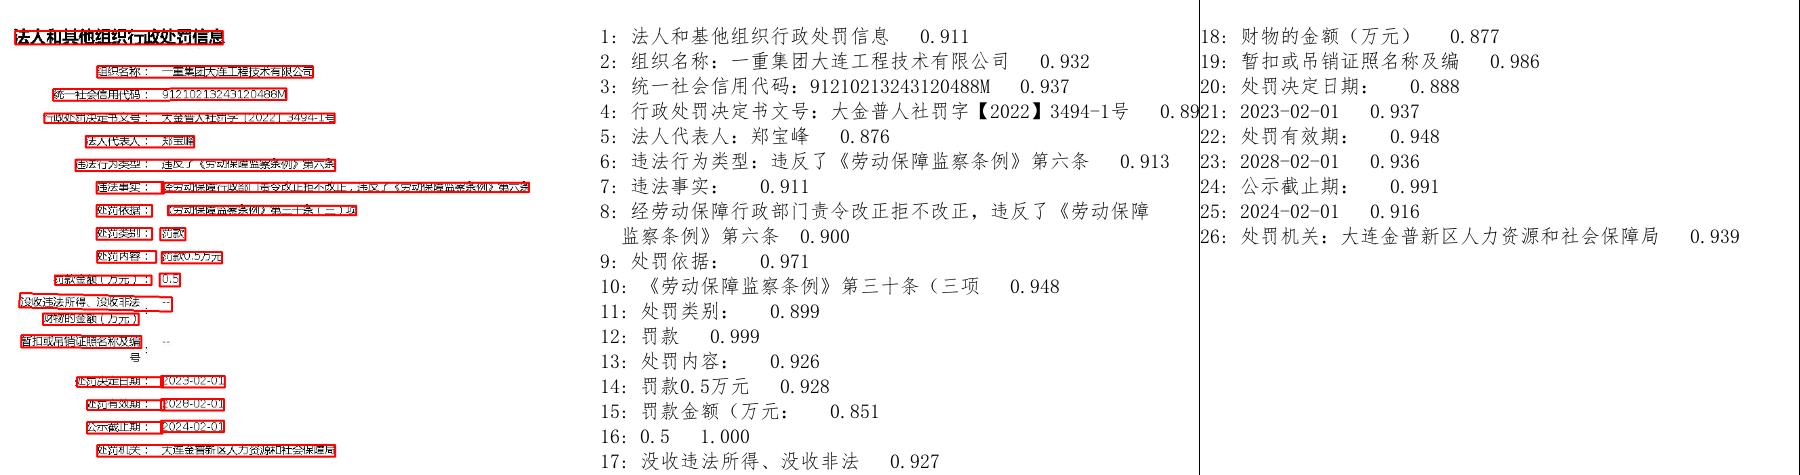 法人和其他组织行政处罚信息
组织名称： 一重集团大连工程技术有限公司
统一社会信用代码： 91210213243120488M
行政处罚决定书文号： 大金普人社罚字【2022】3494-1号
法人代表人： 郑宝峰
违法行为类型： 违反了《劳动保障监察条例》第六条
违法事实： 经劳动保障行政部门责令改正拒不改正，违反了《劳动保障监察条例》第六条
处罚依据： 《劳动保障监察条例》第三十条（三）项
处罚类别： 罚款
处罚内容： 罚款0.5万元
罚款金额（万元）： 0.5
没收违法所得、没收非法 --
财物的金额（万元） ：
暂扣或吊销证照名称及编 ： --
号
处罚决定日期： 2023-02-01
处罚有效期： 2028-02-01
公示截止期： 2024-02-01
处罚机关： 大连金普新区人力资源和社会保障局
1: 法人和基他组织行政处罚信息 0.911
2: 组织名称：一重集团大连工程技术有限公司 0.932
3: 统一社会信用代码：91210213243120488M 0.937
4: 行政处罚决定书文号：大金普人社罚字【2022】3494-1号 0.89
5: 法人代表人：郑宝峰 0.876
6: 违法行为类型：违反了《劳动保障监察条例》第六条 0.913
7: 违法事实： 0.911
8: 经劳动保障行政部门责令改正拒不改正，违反了《劳动保障
监察条例》第六条 0.900
9: 处罚依据： 0.971
10: 《劳动保障监察条例》第三十条（三项 0.948
11: 处罚类别： 0.899
12: 罚款 0.999
13: 处罚内容： 0.926
14: 罚款0.5万元 0.928
15: 罚款金额（万元： 0.851
16: 0.5 1.000
17: 没收违法所得、没收非法 0.927
18: 财物的金额（万元） 0.877
19: 暂扣或吊销证照名称及编 0.986
20: 处罚决定日期： 0.888
21: 2023-02-01 0.937
22: 处罚有效期： 0.948
23: 2028-02-01 0.936
24: 公示截止期： 0.991
25: 2024-02-01 0.916
26: 处罚机关：大连金普新区人力资源和社会保障局 0.939